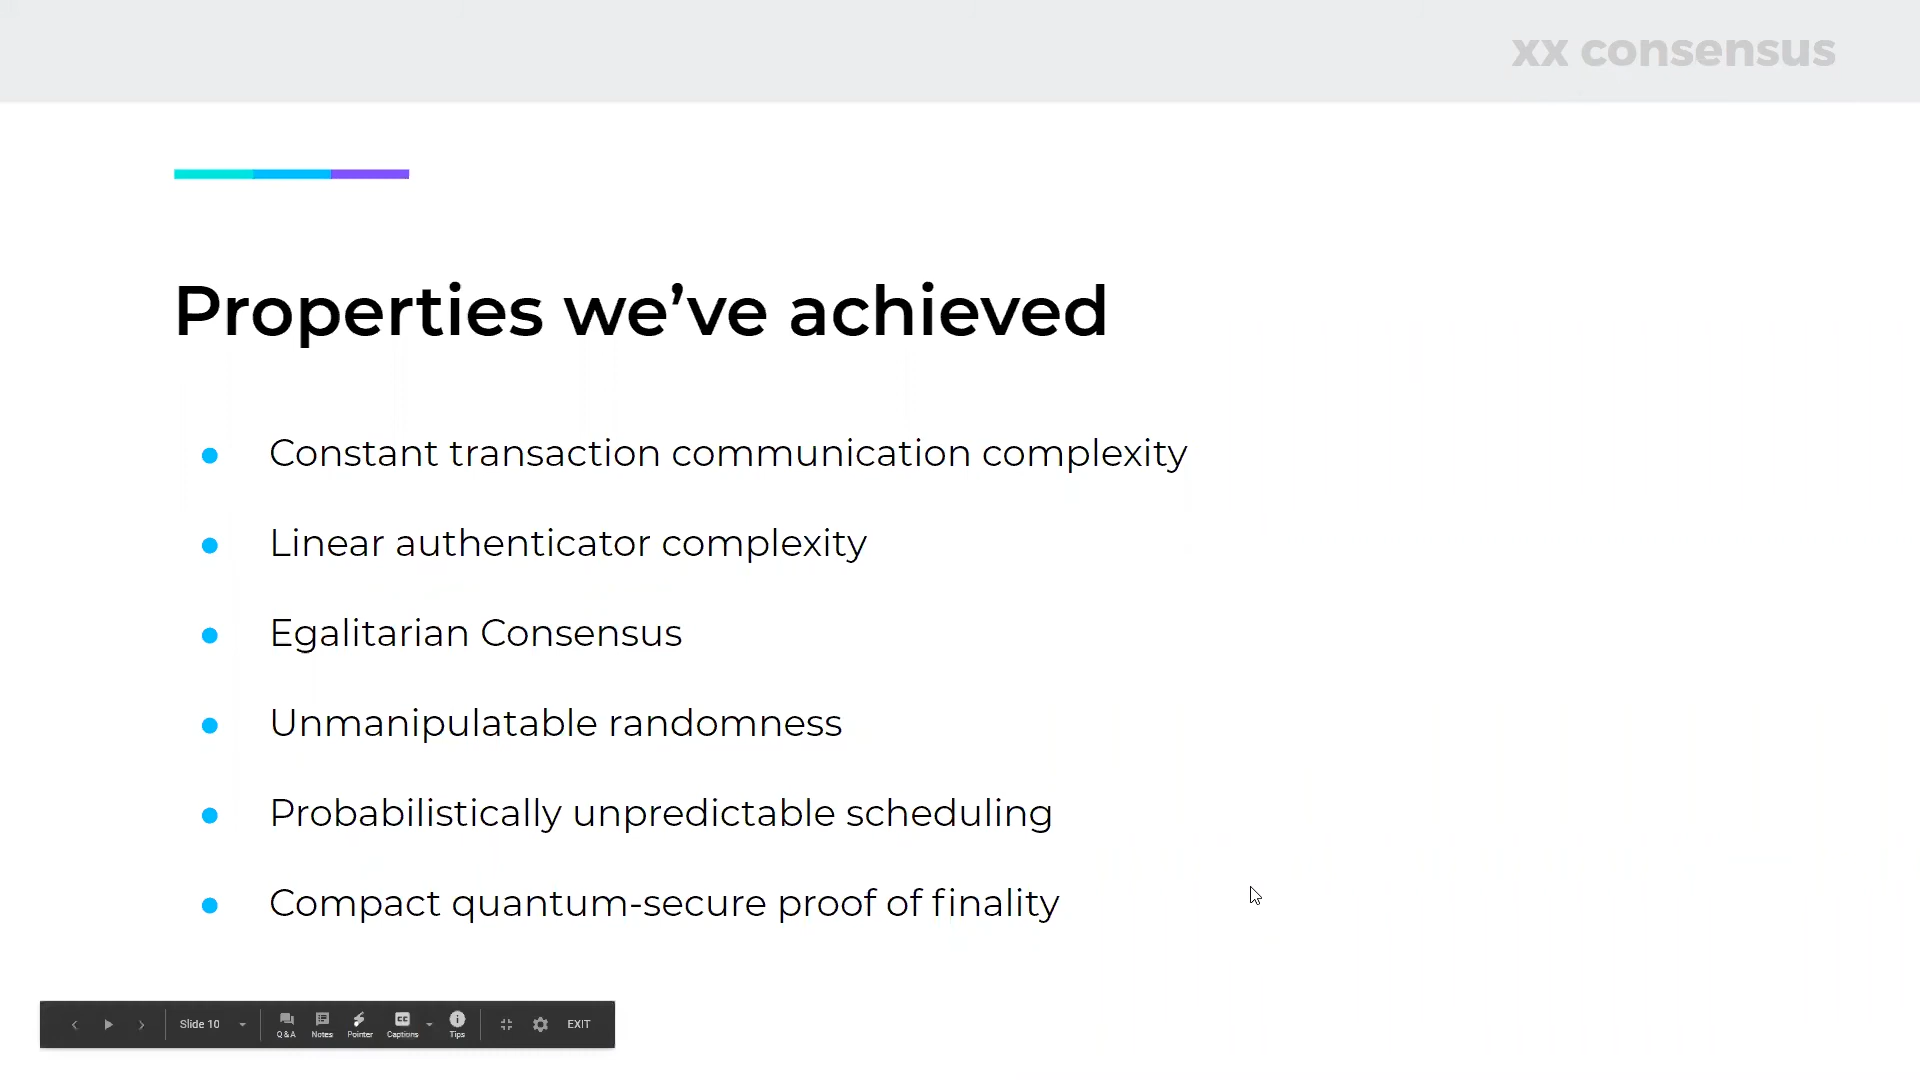 xx consensus
Properties we’ve achieved
Constant transaction communication complexity
Linear authenticator complexity
Egalitarian Consensus
Unmanipulatable randomness
Probabilistically unpredictable scheduling
Compact quantum-secure proof of finality
Slide 10 Q&A Notes Pointer Captions Tips EXIT